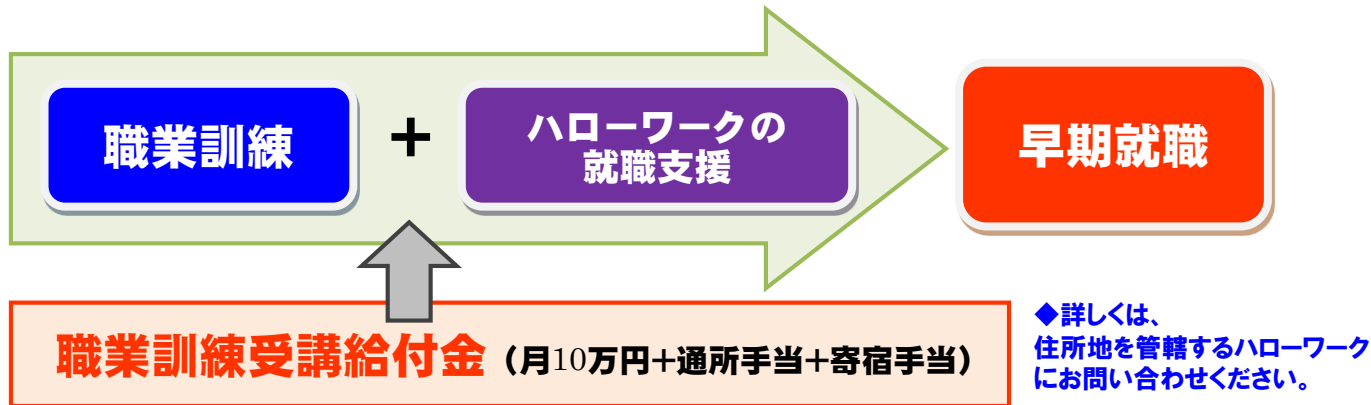 職業訓練
+
ハローワークの
就職支援
早期就職
職業訓練受講給付金(月10万円+通所手当+寄宿手当)
◆詳しくは、
住所地を管轄するハローワーク
にお問い合わせください。